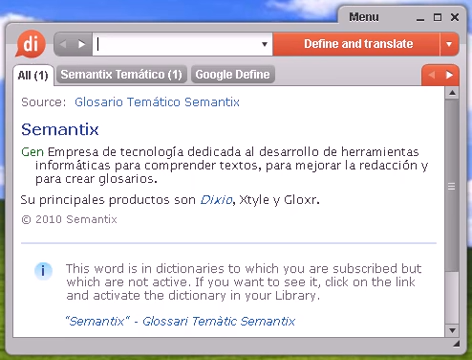 Menu
di
Define and translate
All (1) Semantix Temático (1) Google Define
Source: Glosario Temático Semantix
Semantix
Gen Empresa de tecnología dedicada al desarrollo de herramientas
informáticas para comprender textos, para mejorar la redacción y
para crear glosarios.
Su principales productos son Dixio, Xtyle y Gloxr.
© 2010 Semantix
i
This word is in dictionaries to which you are subscribed but
which are not active. If you want to see it, click on the link
and activate the dictionary in your Library.
"Semantix" - Glossari Temàtic Semantix